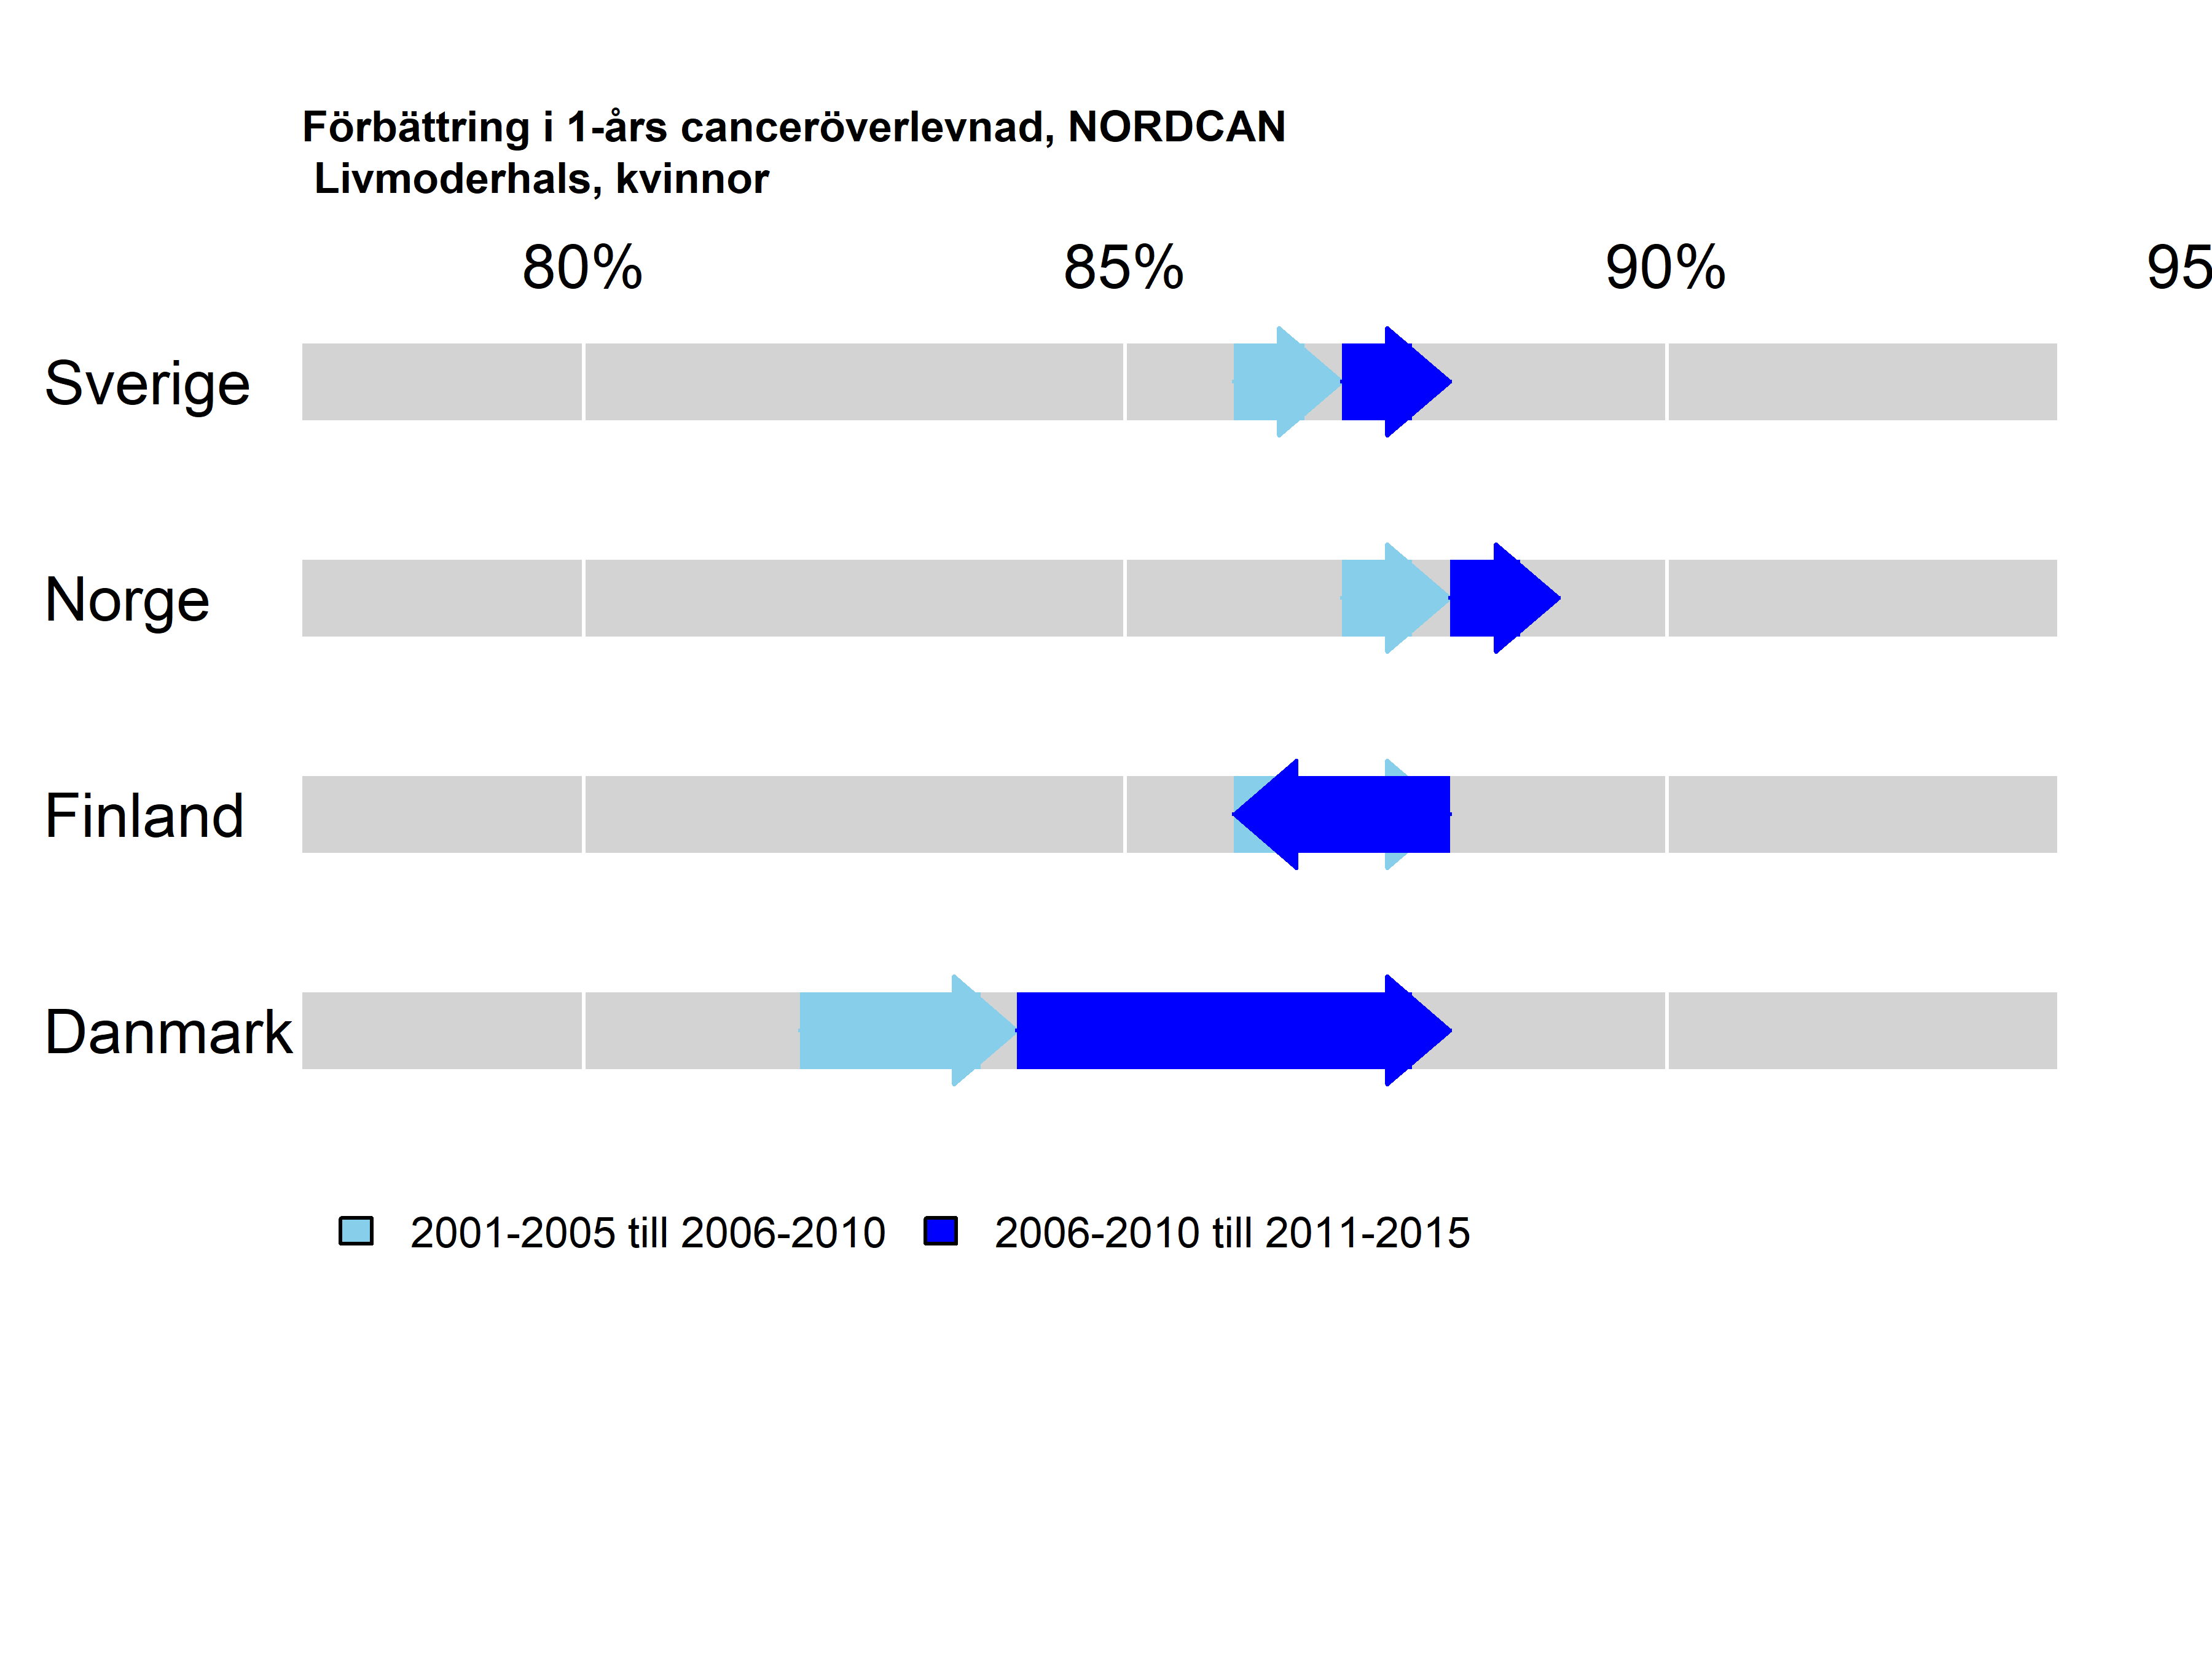 Förbättring i 1-års canceröverlevnad, NORDCAN
Livmoderhals, kvinnor
80% 85% 90% 95
Sverige
Norge
Finland
Danmark
2001-2005 till 2006-2010 2006-2010 till 2011-2015